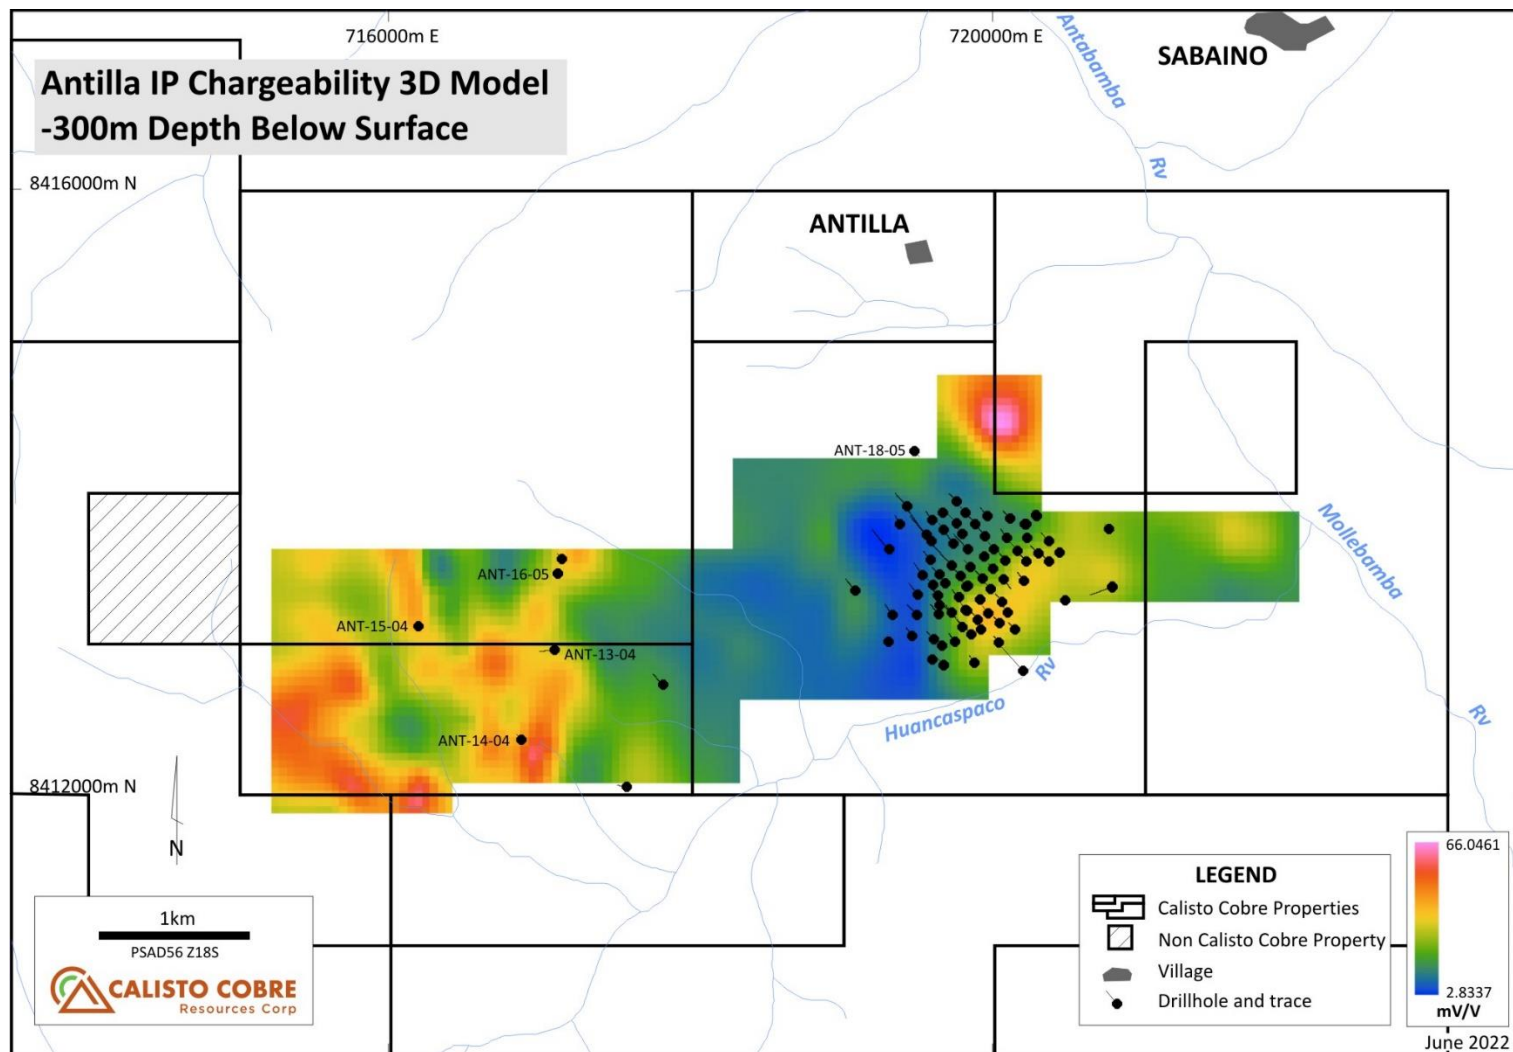 716000m E
720000m E
Antabamba
SABAINO
Antilla IP Chargeability 3D Model
-300m Depth Below Surface
Rv
8416000m N
ANTILLA
ANT-18-05
Mollebamba
ANT-16-05
ANT-15-04
ANT-13-04
Rv
Huancaspaco
Rv
ANT-14-04
8412000m N
N
66.0461
LEGEND
Calisto Cobre Properties
Non Calisto Cobre Property
Village
Drillhole and trace
2.8337
mV/V
1km
PSAD56 Z18S
CALISTO COBRE
Resources Corp
June 2022